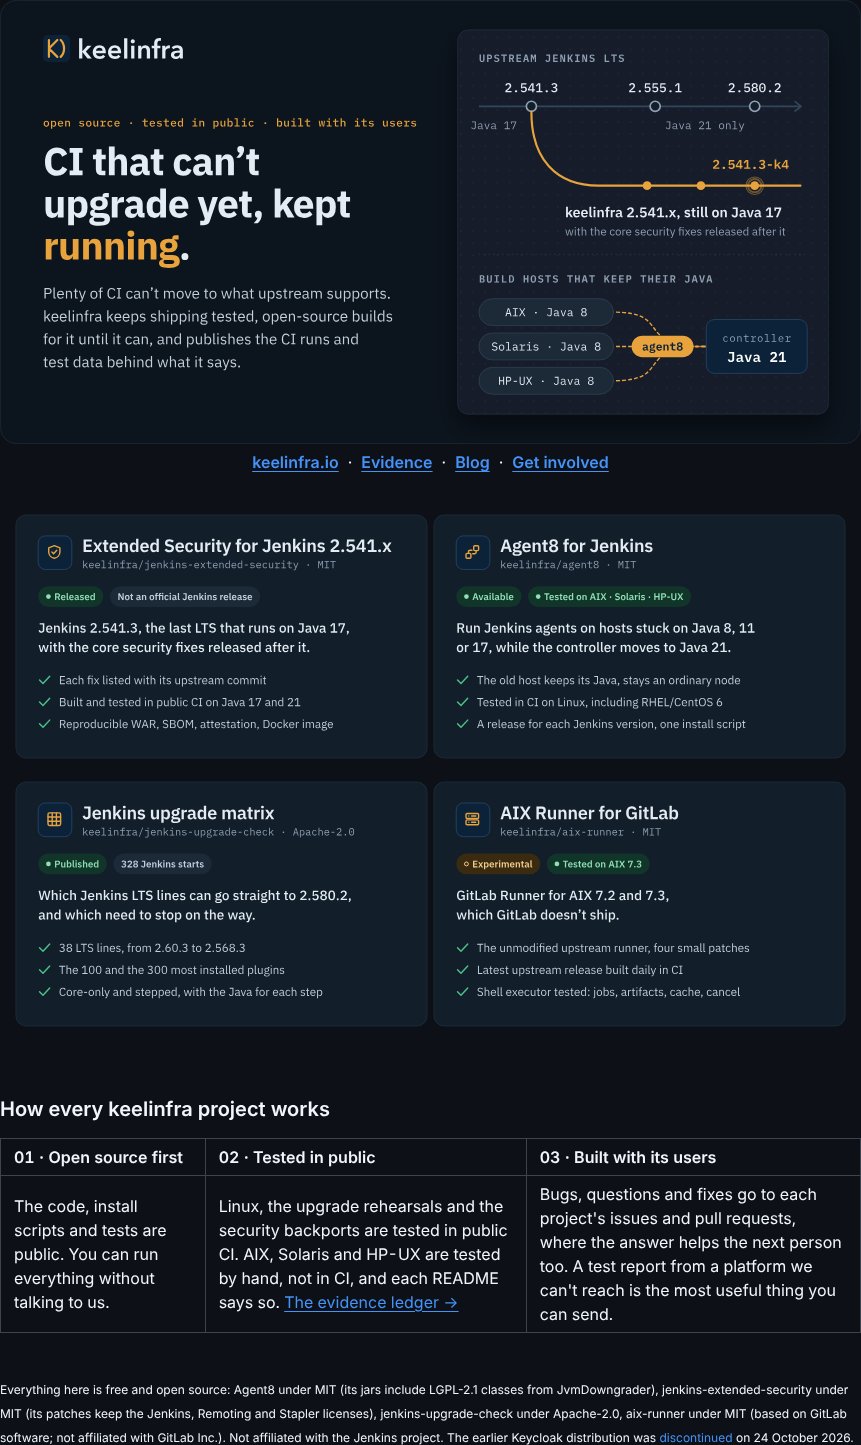 keelinfra
open source · tested in public · built with its users
CI that can’t
upgrade yet, kept
running.
Plenty of CI can’t move to what upstream supports.
keelinfra keeps shipping tested, open-source builds
for it until it can, and publishes the CI runs and
test data behind what it says.
UPSTREAM JENKINS LTS
2.541.3 2.555.1 2.580.2
Java 17 Java 21 only
2.541.3-k4
keelinfra 2.541.x, still on Java 17
with the core security fixes released after it
BUILD HOSTS THAT KEEP THEIR JAVA
AIX · Java 8
Solaris · Java 8
HP-UX · Java 8
agent8
controller
Java 21
keelinfra.io · Evidence · Blog · Get involved
Extended Security for Jenkins 2.541.x
keelinfra/jenkins-extended-security · MIT
Released Not an official Jenkins release
Jenkins 2.541.3, the last LTS that runs on Java 17,
with the core security fixes released after it.
Each fix listed with its upstream commit
Built and tested in public CI on Java 17 and 21
Reproducible WAR, SBOM, attestation, Docker image
Agent8 for Jenkins
keelinfra/agent8 · MIT
Available Tested on AIX · Solaris · HP-UX
Run Jenkins agents on hosts stuck on Java 8, 11
or 17, while the controller moves to Java 21.
The old host keeps its Java, stays an ordinary node
Tested in CI on Linux, including RHEL/CentOS 6
A release for each Jenkins version, one install script
Jenkins upgrade matrix
keelinfra/jenkins-upgrade-check · Apache-2.0
Published 328 Jenkins starts
Which Jenkins LTS lines can go straight to 2.580.2,
and which need to stop on the way.
38 LTS lines, from 2.60.3 to 2.568.3
The 100 and the 300 most installed plugins
Core-only and stepped, with the Java for each step
AIX Runner for GitLab
keelinfra/aix-runner · MIT
Experimental Tested on AIX 7.3
GitLab Runner for AIX 7.2 and 7.3,
which GitLab doesn’t ship.
The unmodified upstream runner, four small patches
Latest upstream release built daily in CI
Shell executor tested: jobs, artifacts, cache, cancel
How every keelinfra project works
01 · Open source first
The code, install
scripts and tests are
public. You can run
everything without
talking to us.
02 · Tested in public
Linux, the upgrade rehearsals and the
security backports are tested in public
CI. AIX, Solaris and HP-UX are tested
by hand, not in CI, and each README
says so. The evidence ledger →
03 · Built with its users
Bugs, questions and fixes go to each
project's issues and pull requests,
where the answer helps the next person
too. A test report from a platform we
can't reach is the most useful thing you
can send.
Everything here is free and open source: Agent8 under MIT (its jars include LGPL-2.1 classes from JvmDowngrader), jenkins-extended-security under
MIT (its patches keep the Jenkins, Remoting and Stapler licenses), jenkins-upgrade-check under Apache-2.0, aix-runner under MIT (based on GitLab
software; not affiliated with GitLab Inc.). Not affiliated with the Jenkins project. The earlier Keycloak distribution was discontinued on 24 October 2026.